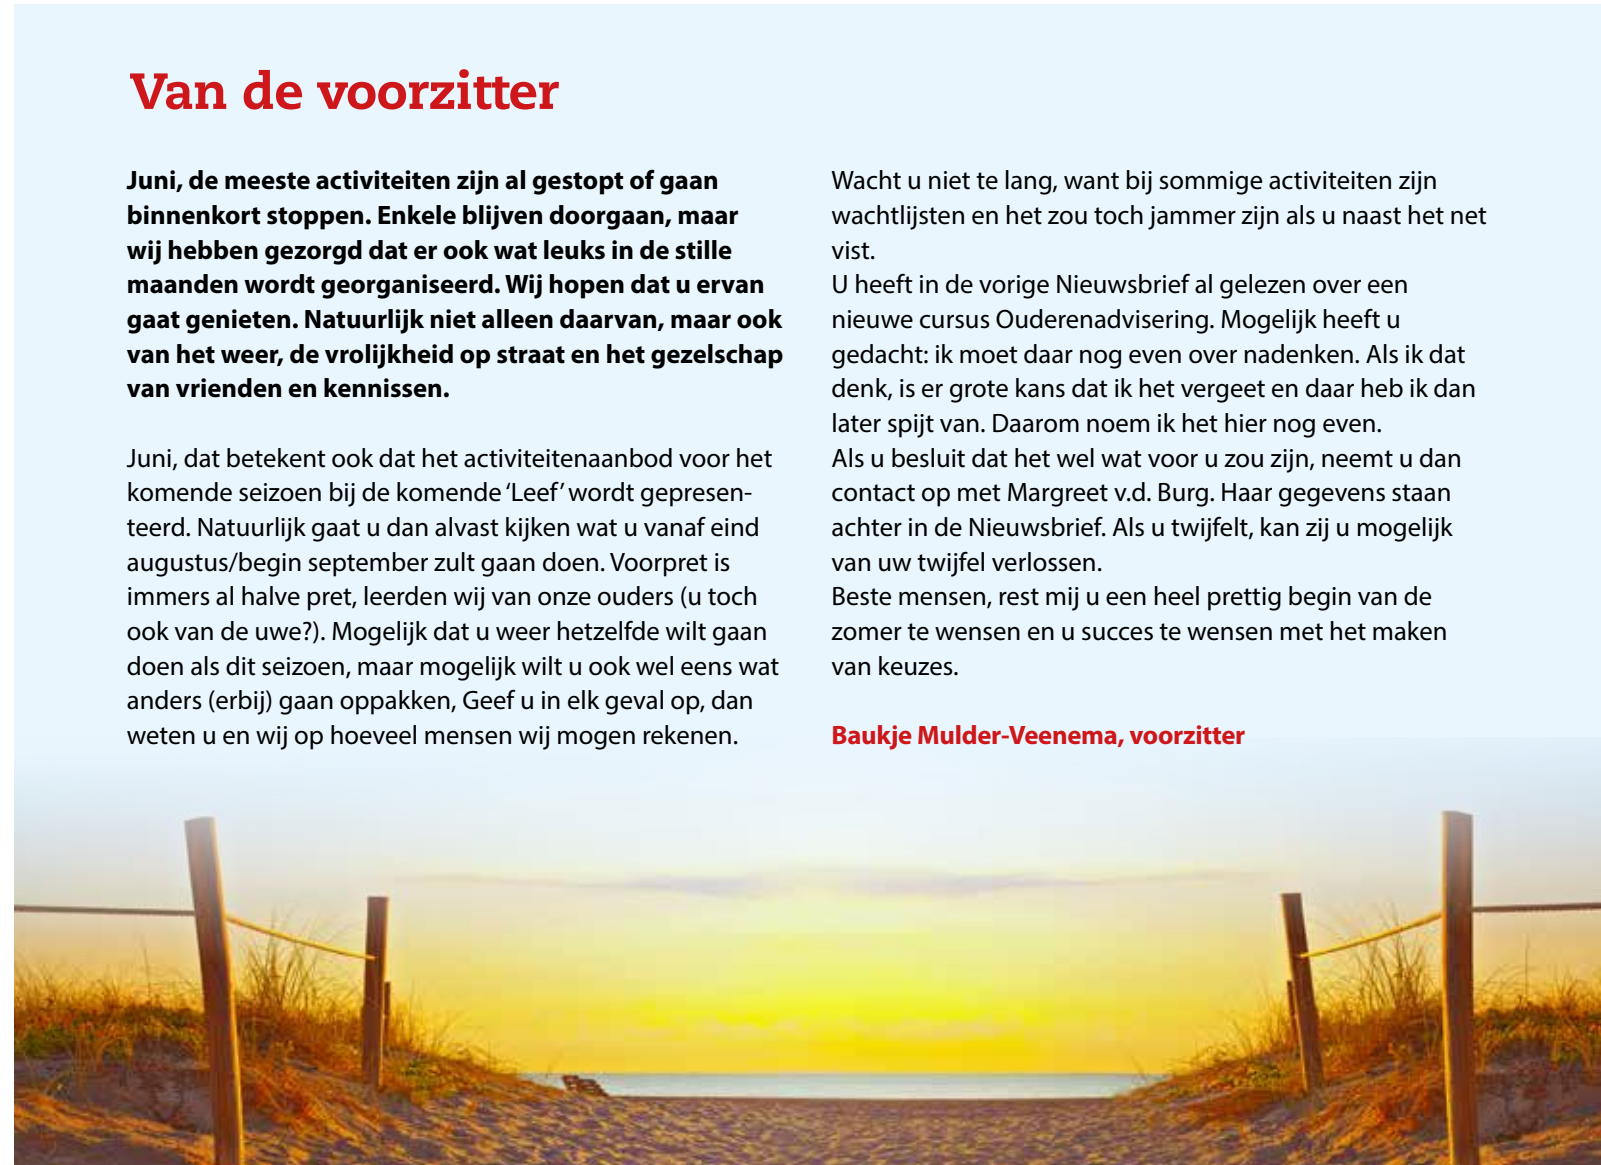 Van de voorzitter
Juni, de meeste activiteiten zijn al gestopt of gaan
binnenkort stoppen. Enkele blijven doorgaan, maar
wij hebben gezorgd dat er ook wat leuks in de stille
maanden wordt georganiseerd. Wij hopen dat u ervan
gaat genieten. Natuurlijk niet alleen daarvan, maar ook
van het weer, de vrolijkheid op straat en het gezelschap
van vrienden en kennissen.
Juni, dat betekent ook dat het activiteitenaanbod voor het
komende seizoen bij de komende ‘Leef’ wordt gepresen-
teerd. Natuurlijk gaat u dan alvast kijken wat u vanaf eind
augustus/begin september zult gaan doen. Voorpret is
immers al halve pret, leerden wij van onze ouders (u toch
ook van de uwe?). Mogelijk dat u weer hetzelfde wilt gaan
doen als dit seizoen, maar mogelijk wilt u ook wel eens wat
anders (erbij) gaan oppakken, Geef u in elk geval op, dan
weten u en wij op hoeveel mensen wij mogen rekenen.
Wacht u niet te lang, want bij sommige activiteiten zijn
wachtlijsten en het zou toch jammer zijn als u naast het net
vist.
U heeft in de vorige Nieuwsbrief al gelezen over een
nieuwe cursus Ouderenadvisering. Mogelijk heeft u
gedacht: ik moet daar nog even over nadenken. Als ik dat
denk, is er grote kans dat ik het vergeet en daar heb ik dan
later spijt van. Daarom noem ik het hier nog even.
Als u besluit dat het wel wat voor u zou zijn, neemt u dan
contact op met Margreet v.d. Burg. Haar gegevens staan
achter in de Nieuwsbrief. Als u twijfelt, kan zij u mogelijk
van uw twijfel verlossen.
Beste mensen, rest mij u een heel prettig begin van de
zomer te wensen en u succes te wensen met het maken
van keuzes.
Baukje Mulder-Veenema, voorzitter